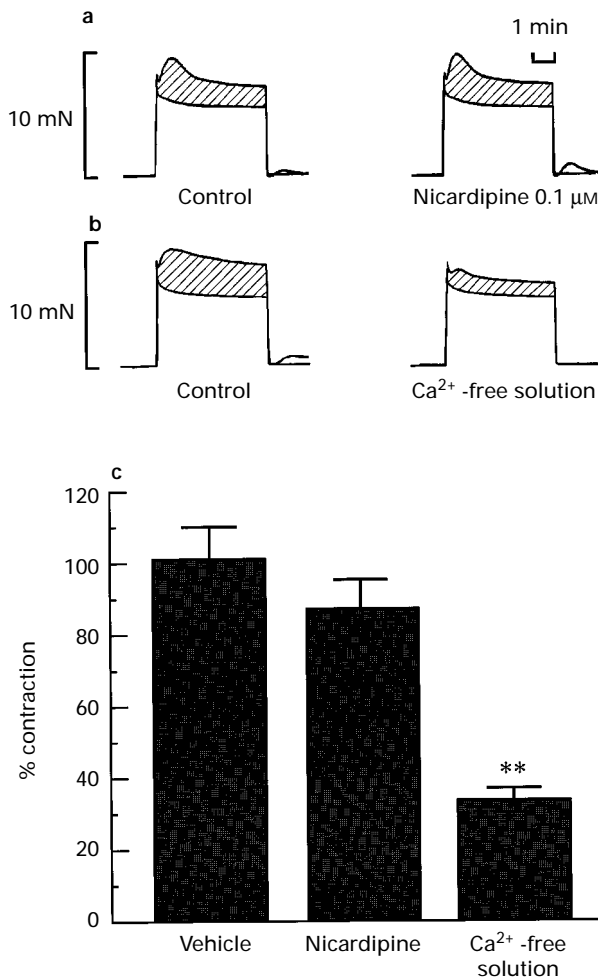 a
1 min
10 mN
Control
Nicardipine 0.1 μM
b
10 mN
Control
Ca²⁺ -free solution
c
120
100
80
60
40
20
0
% contraction
**
Vehicle
Nicardipine
Ca²⁺ -free
solution